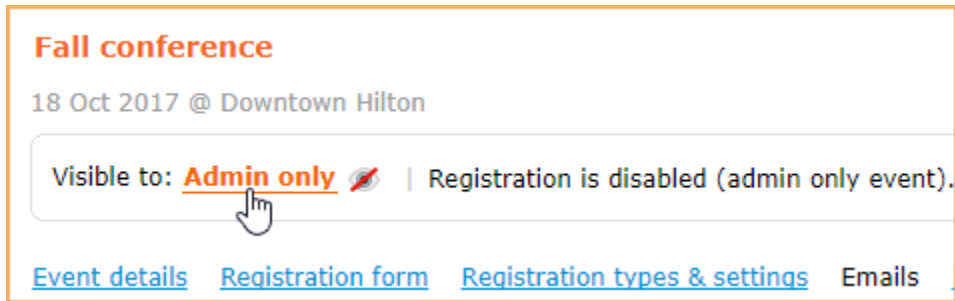 Fall conference
18 Oct 2017 @ Downtown Hilton
Visible to: Admin only | Registration is disabled (admin only event).
Event details Registration form Registration types & settings Emails